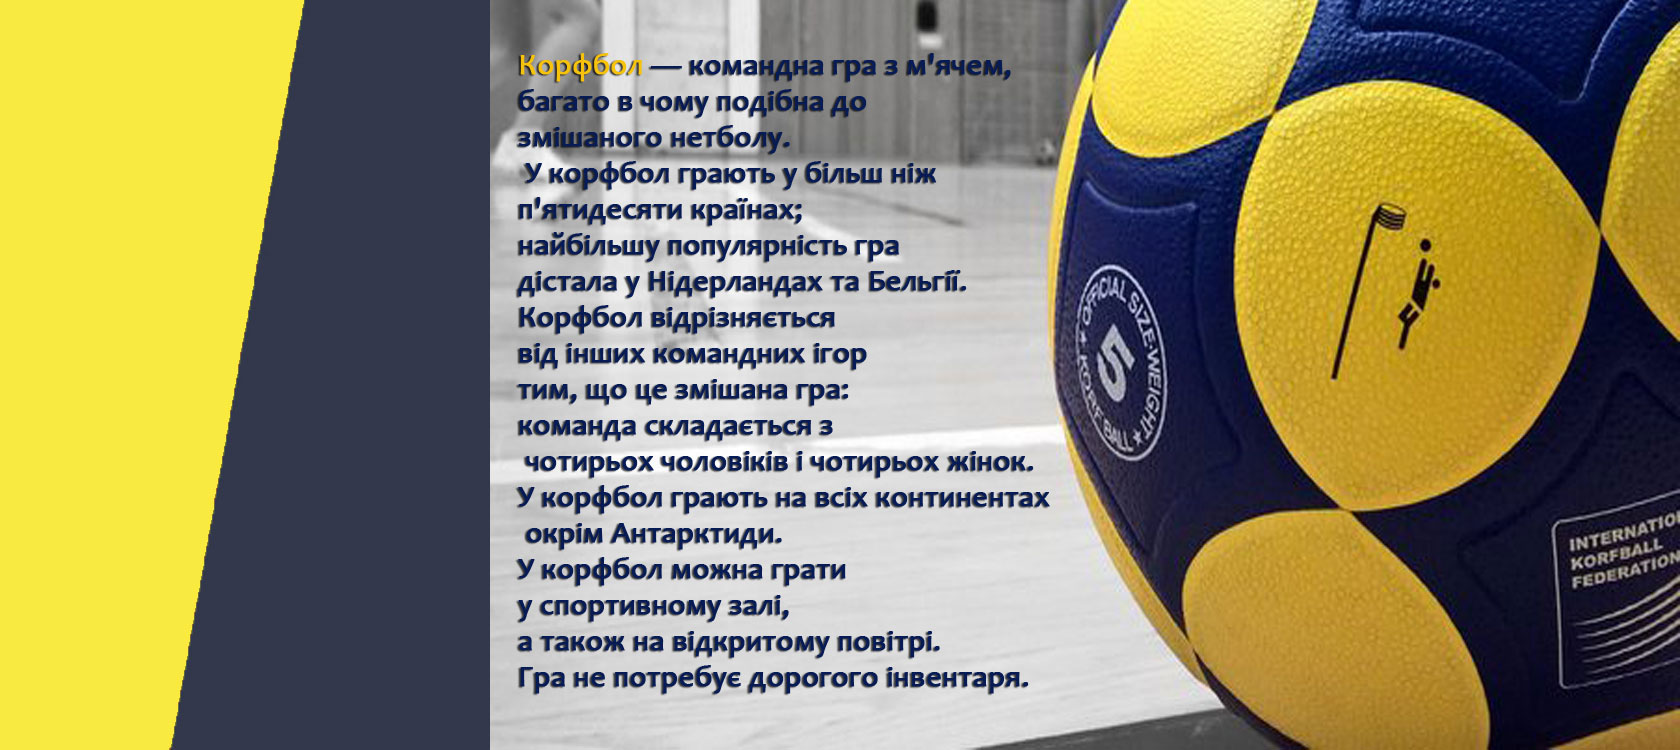 Корфбол — командна гра з м'ячем,
багато в чому подібна до
змішаного нетболу.
У корфбол грають у більш ніж
п'ятидесяти країнах;
найбільшу популярність гра
дістала у Нідерландах та Бельгії.
Корфбол відрізняється
від інших командних ігор
тим, що це змішана гра:
команда складається з
чотирьох чоловіків і чотирьох жінок.
У корфбол грають на всіх континентах
окрім Антарктиди.
У корфбол можна грати
у спортивному залі,
а також на відкритому повітрі.
Гра не потребує дорогого інвентаря.
OFFICIAL SIZE-WEIGHT
5
KORF BALL
INTERNATIO
KORFBALL
FEDERATION